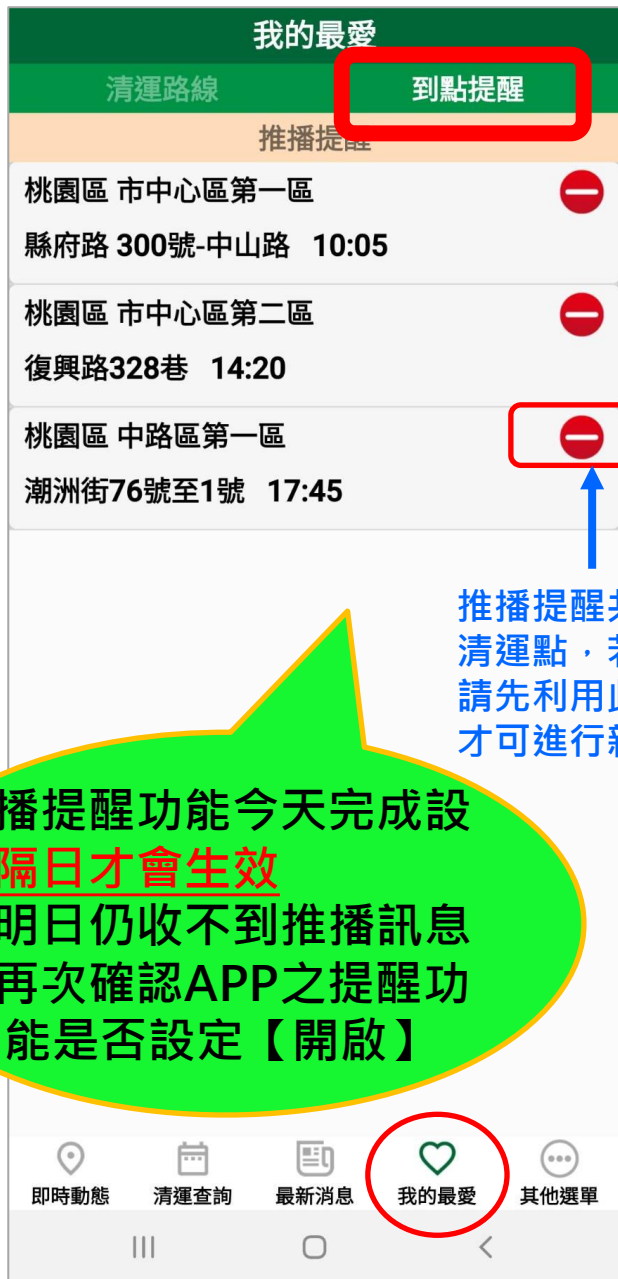 我的最愛
清運路線 到點提醒
推播提醒
桃園區 市中心區第一區
縣府路 300號-中山路 10:05
桃園區 市中心區第二區
復興路328巷 14:20
桃園區 中路區第一區
潮洲街76號至1號 17:45
推播提醒
清運點，
請先利用
才可進行
播提醒功能今天完成設
隔日才會生效
明日仍收不到推播訊息
再次確認APP之提醒功
能是否設定【開啟】
即時動態 清運查詢 最新消息 我的最愛 其他選單